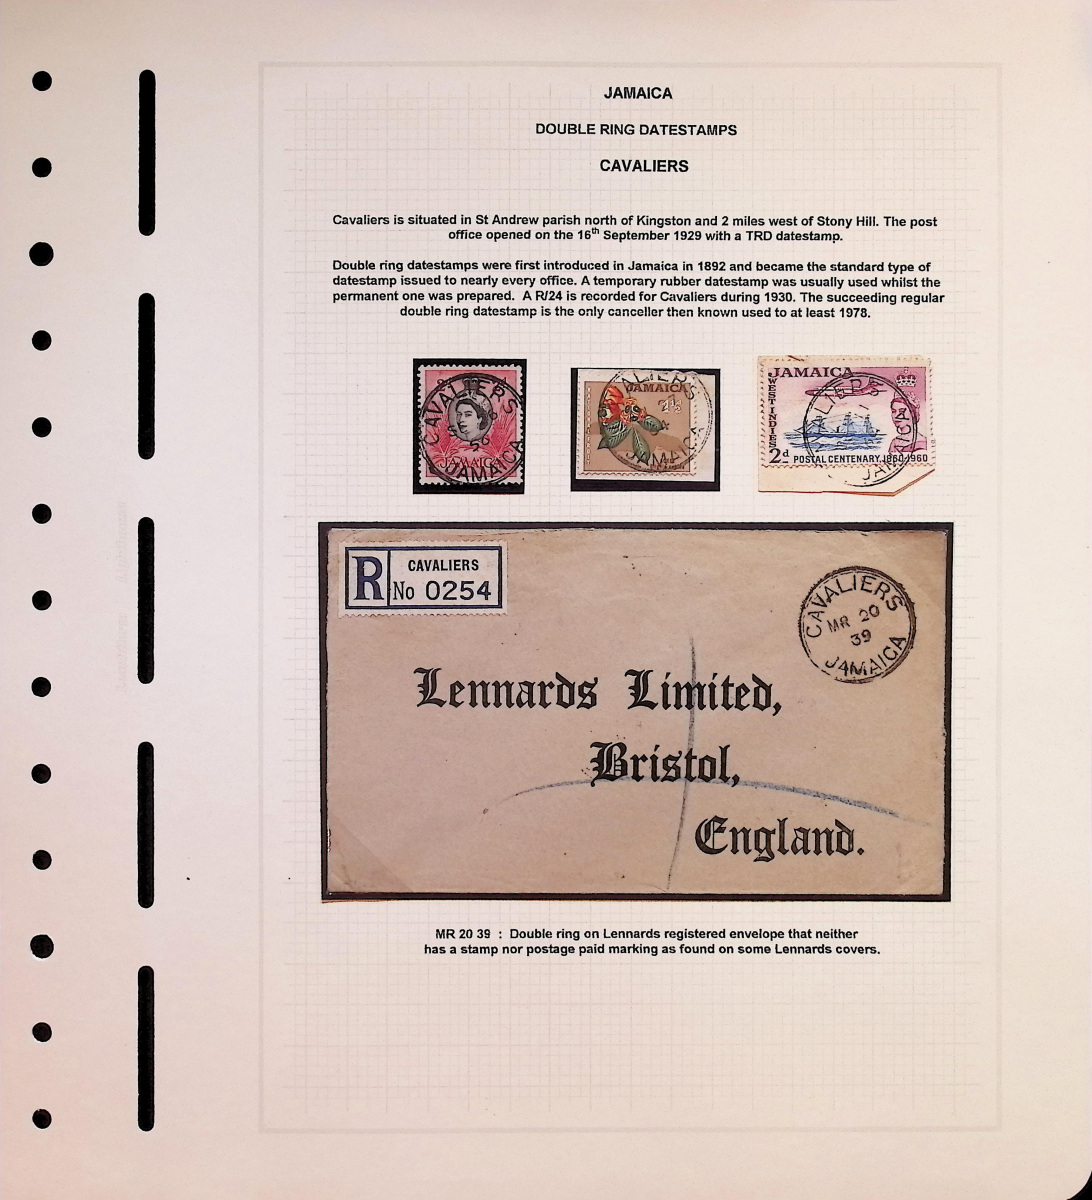 JAMAICA
DOUBLE RING DATESTAMPS
CAVALIERS
Cavaliers is situated in St Andrew parish north of Kingston and 2 miles west of Stony Hill. The post
office opened on the 16th September 1929 with a TRD datestamp.
Double ring datestamps were first introduced in Jamaica in 1892 and became the standard type of
datestamp issued to nearly every office. A temporary rubber datestamp was usually used whilst the
permanent one was prepared. A R/24 is recorded for Cavaliers during 1930. The succeeding regular
double ring datestamp is the only canceller then known used to at least 1978.
CAVALIERS
56
JAMAICA
JAMAICA
JAMAICA
JAMAICA
JAMAICA
WEST INDIES
2d
POSTAL CENTENARY, 1860-1960
JAMAICA
R
CAVALIERS
No 0254
CAVALIERS
MR 20
39
JAMAICA
Lennards Limited,
Bristol,
England.
MR 20 39 : Double ring on Lennards registered envelope that neither
has a stamp nor postage paid marking as found on some Lennards covers.